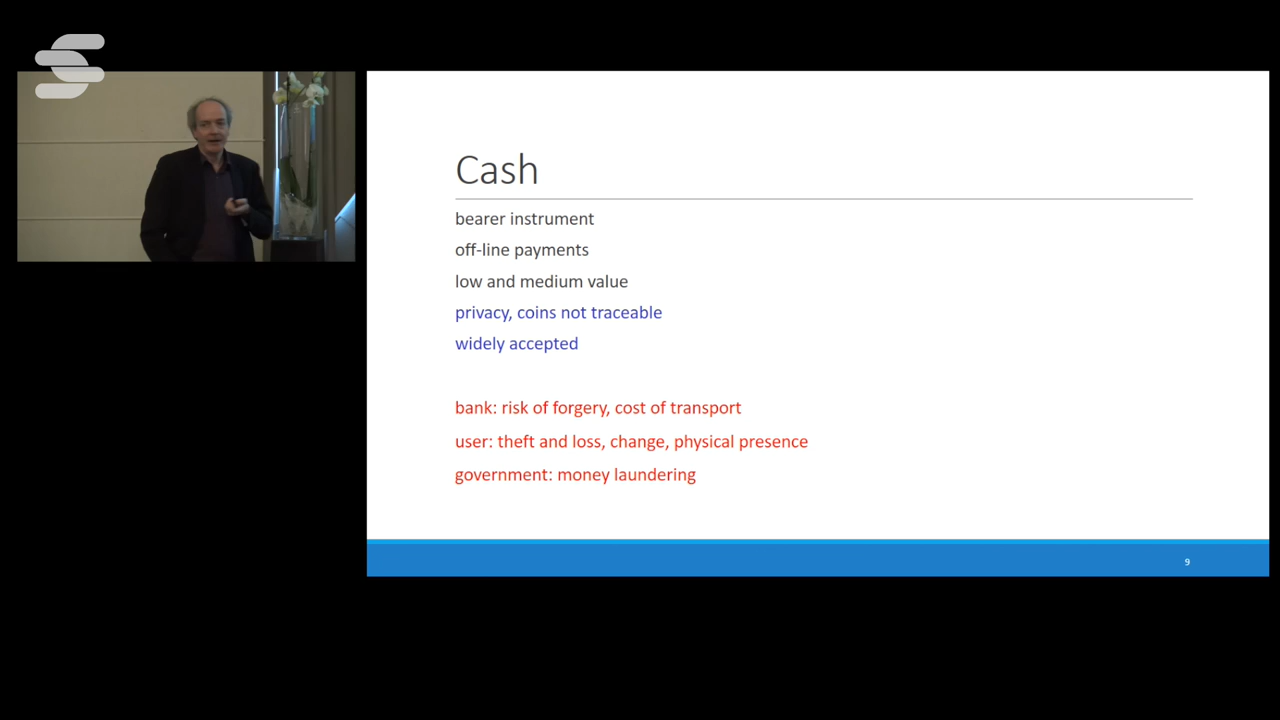 Cash
bearer instrument
off-line payments
low and medium value
privacy, coins not traceable
widely accepted
bank: risk of forgery, cost of transport
user: theft and loss, change, physical presence
government: money laundering
9